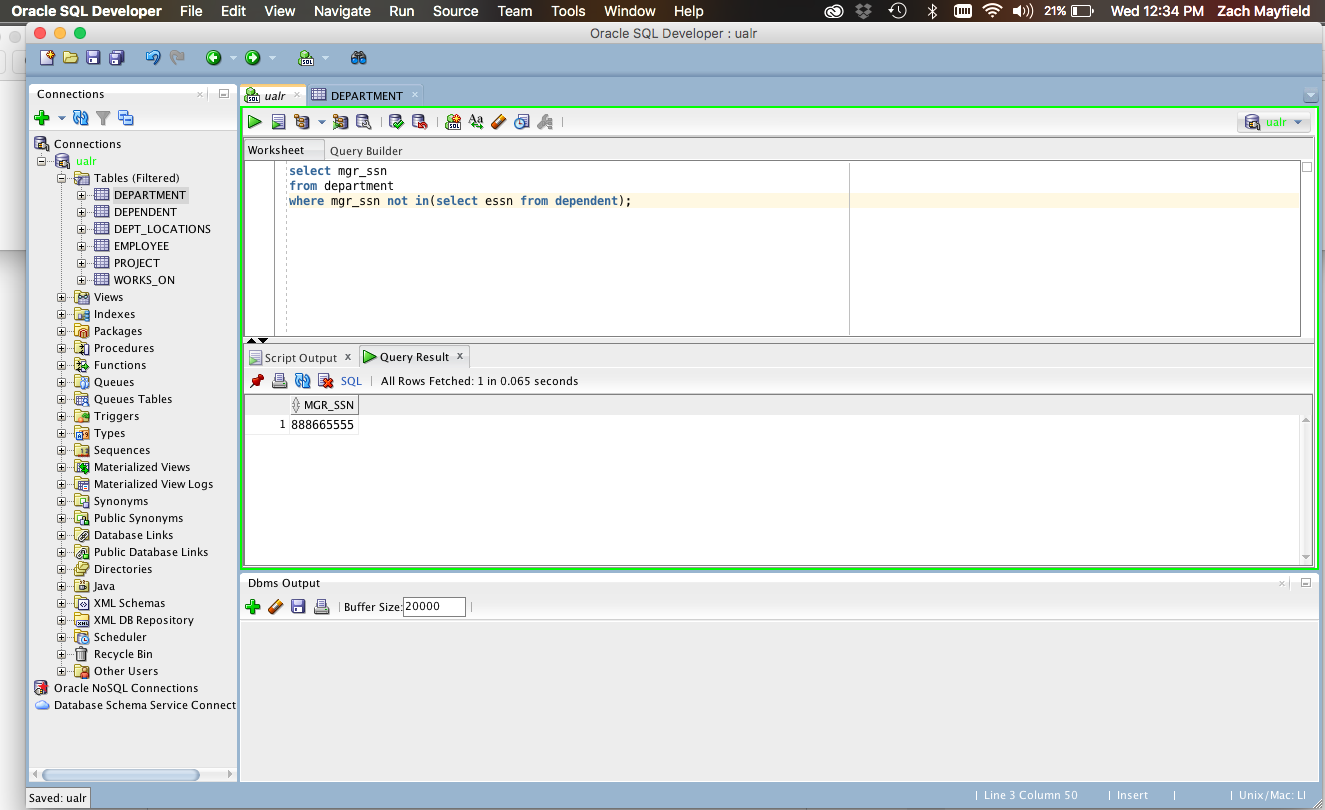 Oracle SQL Developer File Edit View Navigate Run Source Team Tools Window Help 21% Wed 12:34 PM Zach Mayfield
Oracle SQL Developer : ualr
Connections
Connections
ualr
Tables (Filtered)
DEPARTMENT
DEPENDENT
DEPT_LOCATIONS
EMPLOYEE
PROJECT
WORKS_ON
Views
Indexes
Packages
Procedures
Functions
Queues
Queues Tables
Triggers
Types
Sequences
Materialized Views
Materialized View Logs
Synonyms
Public Synonyms
Database Links
Public Database Links
Directories
Java
XML Schemas
XML DB Repository
Scheduler
Recycle Bin
Other Users
Oracle NoSQL Connections
Database Schema Service Connect
ualr DEPARTMENT
ualr
Worksheet Query Builder
select mgr_ssn
from department
where mgr_ssn not in(select essn from dependent);
Script Output x Query Result x
SQL | All Rows Fetched: 1 in 0.065 seconds
MGR_SSN
1 888665555
Dbms Output
Buffer Size: 20000
Saved: ualr
| Line 3 Column 50 | Insert | | Unix/Mac: LI